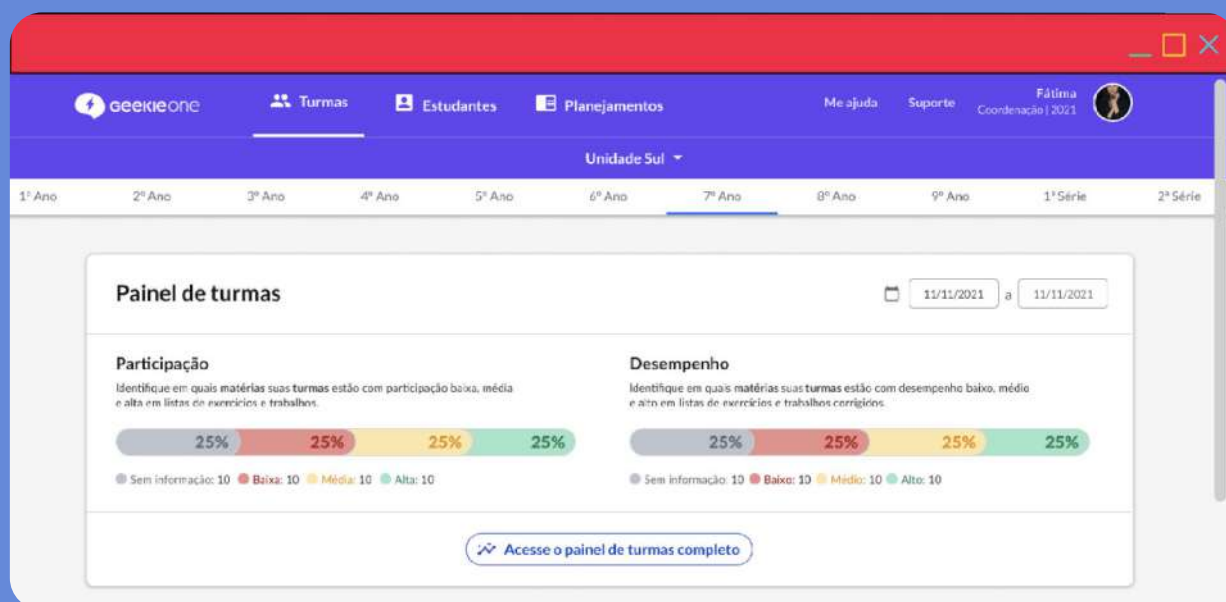 GEEKIEONE
Turmas
Estudantes
Planejamentos
Me ajuda
Suporte
Fátima
Coordenação | 2021
Unidade Sul
1º Ano 2º Ano 3º Ano 4º Ano 5º Ano 6º Ano 7º Ano 8º Ano 9º Ano 1ª Série 2ª Série
Painel de turmas
11/11/2021 a 11/11/2021
Participação
Identifique em quais matérias suas turmas estão com participação baixa, média
e alta em listas de exercícios e trabalhos.
25% 25% 25% 25%
Sem informação: 10 Baixa: 10 Média: 10 Alta: 10
Desempenho
Identifique em quais matérias suas turmas estão com desempenho baixo, médio
e alto em listas de exercícios e trabalhos corrigidos.
25% 25% 25% 25%
Sem informação: 10 Baixo: 10 Médio: 10 Alto: 10
Acesse o painel de turmas completo